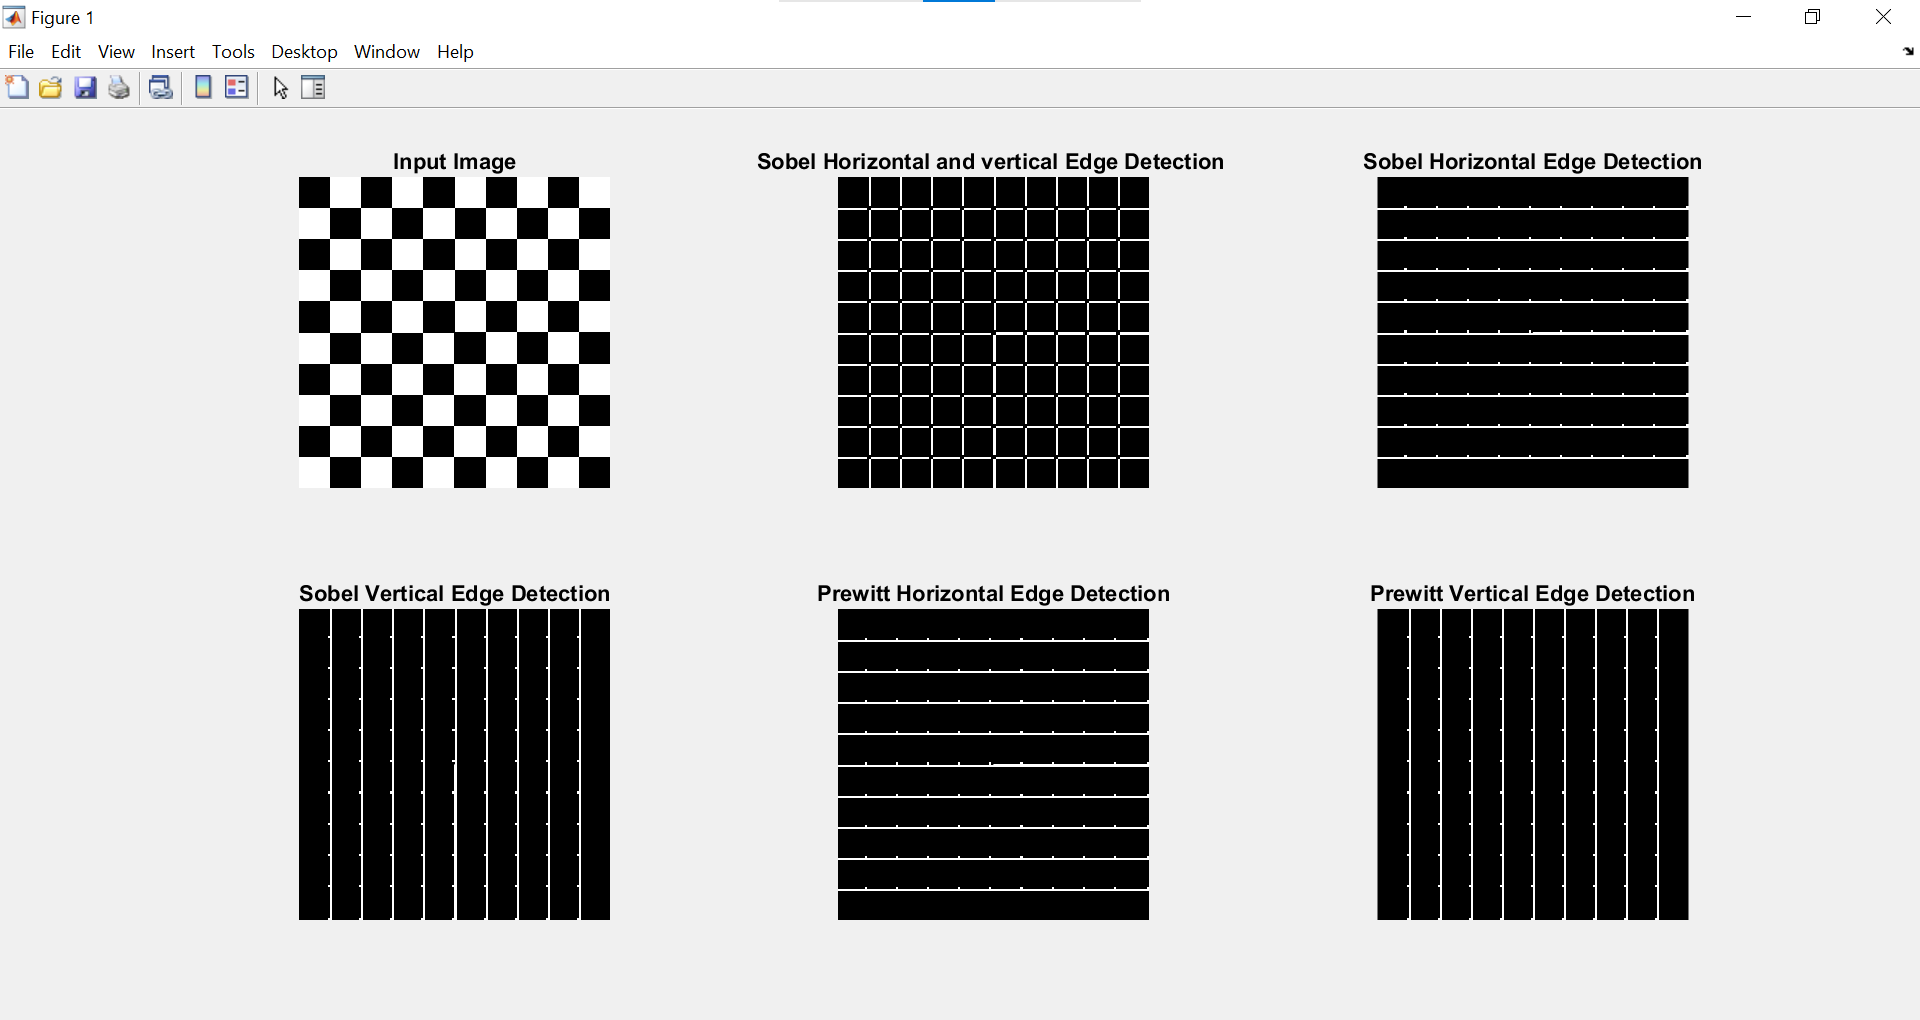 Figure 1
File Edit View Insert Tools Desktop Window Help
Input Image
Sobel Horizontal and vertical Edge Detection
Sobel Horizontal Edge Detection
Sobel Vertical Edge Detection
Prewitt Horizontal Edge Detection
Prewitt Vertical Edge Detection